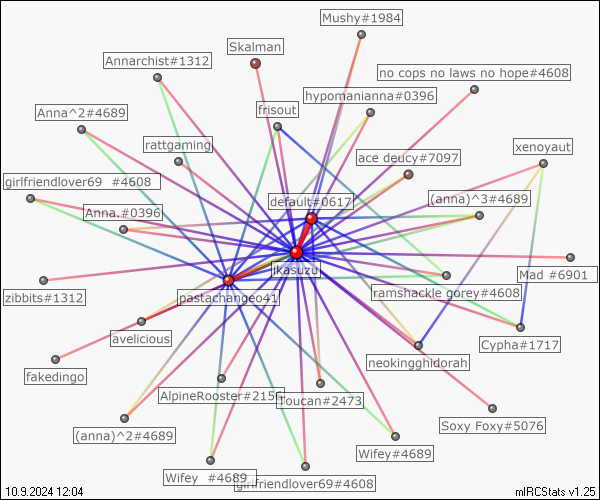 Mushy#1984
Skalman
Annarchist#1312
no cops no laws no hope#4608
hypomanianna#0396
frisout
Anna^2#4689
rattgaming
xenoyaut
ace deucy#7097
girlfriendlover69 #4608
default#0617
(anna)^3#4689
Anna.#0396
jikasuzu
Mad #6901
pastachangeo41
ramshackle gorey#4608
zibbits#1312
avelicious
Cypha#1717
neokingghidorah
fakedingo
AlpineRooster#2156
Toucan#2473
Soxy Foxy#5076
(anna)^2#4689
Wifey#4689
Wifey #4689
girlfriendlover69#4608
10.9.2024 12:04
mIRCStats v1.25